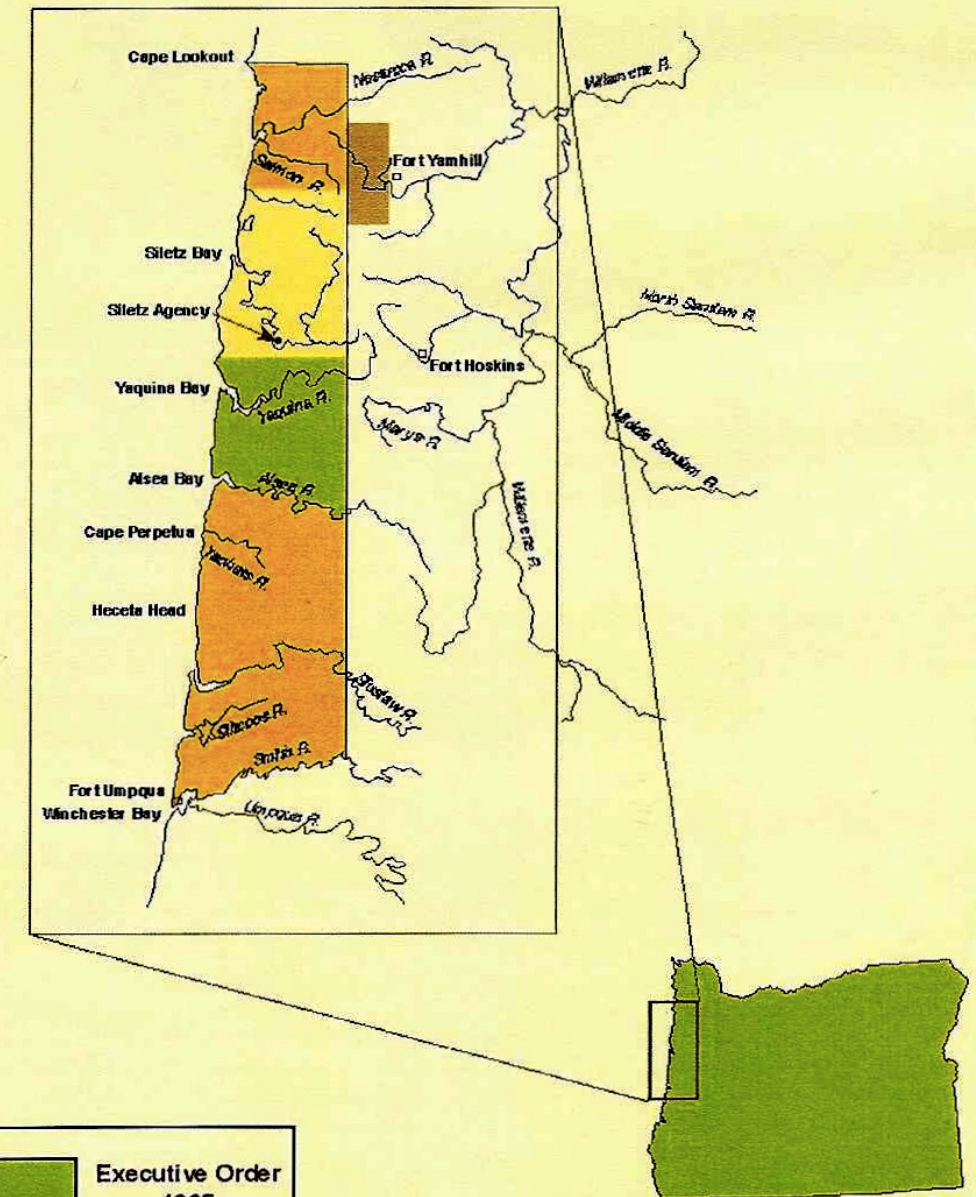 Cape Lookout
Nestucca R.
Willamette R.
Fort Yamhill
Salmon R.
Siletz Bay
North Santiam R.
Siletz Agency
Fort Hoskins
Yaquina Bay
Yaquina R.
Marys R.
Middle Santiam R.
Alsea Bay
Alsea R.
Willamette R.
Cape Perpetua
Yachats R.
Heceta Head
Siuslaw R.
Siltcoos R.
Smith R.
Fort Umpqua
Winchester Bay
Umpqua R.
Executive Order